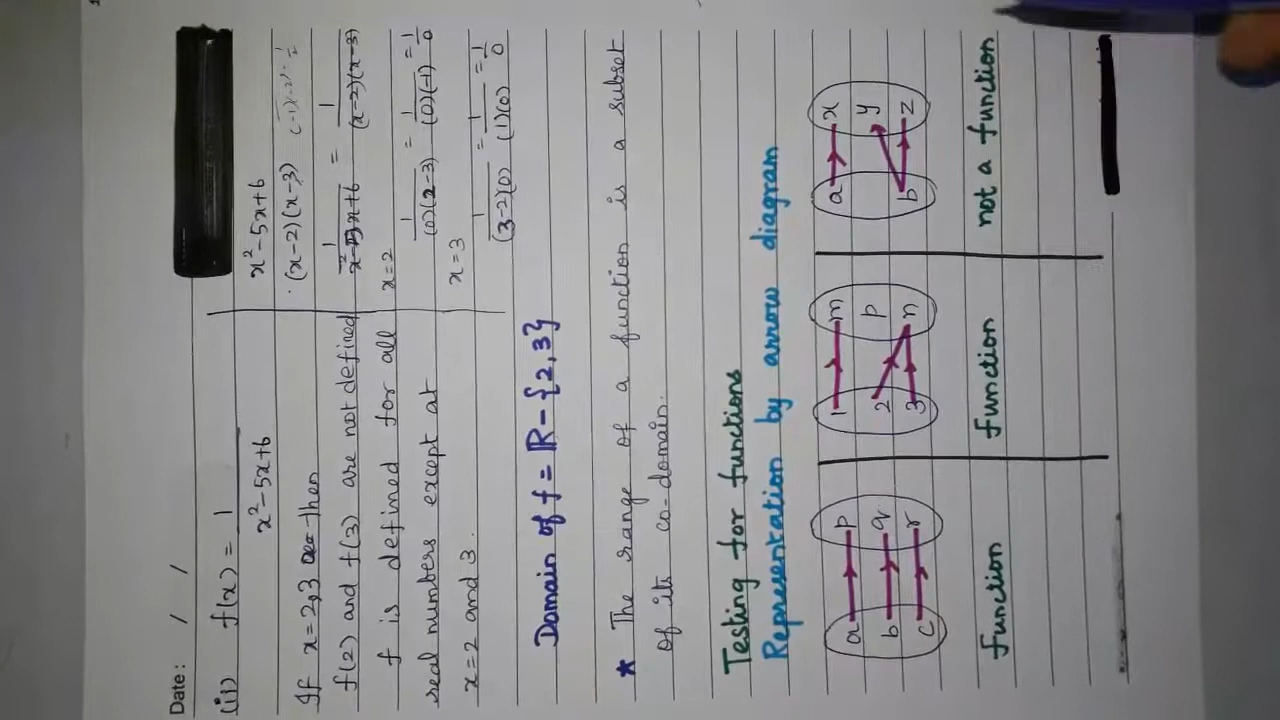 Date: / /
(ii) f(x) = 1 / x² - 5x + 6
If x = 2,3 then
f(2) and f(3) are not defined
f is defined for all
real numbers except at
x = 2 and 3.
x² - 5x + 6
(x-2)(x-3)
1 / x² - 5x + 6 = 1 / (x-2)(x-3)
x = 2
1 / (0)(2-3) = 1 / (0)(-1) = 1/0
x = 3
1 / (3-2)(0) = 1 / (1)(0) = 1/0
Domain of f = ℝ - {2,3}
* The range of a function is a subset
of its co-domain.
Testing for functions
Representation by arrow diagram
a p
b q
c r
Function
1 m
2 p
3 n
Function
a x
y
b z
not a function